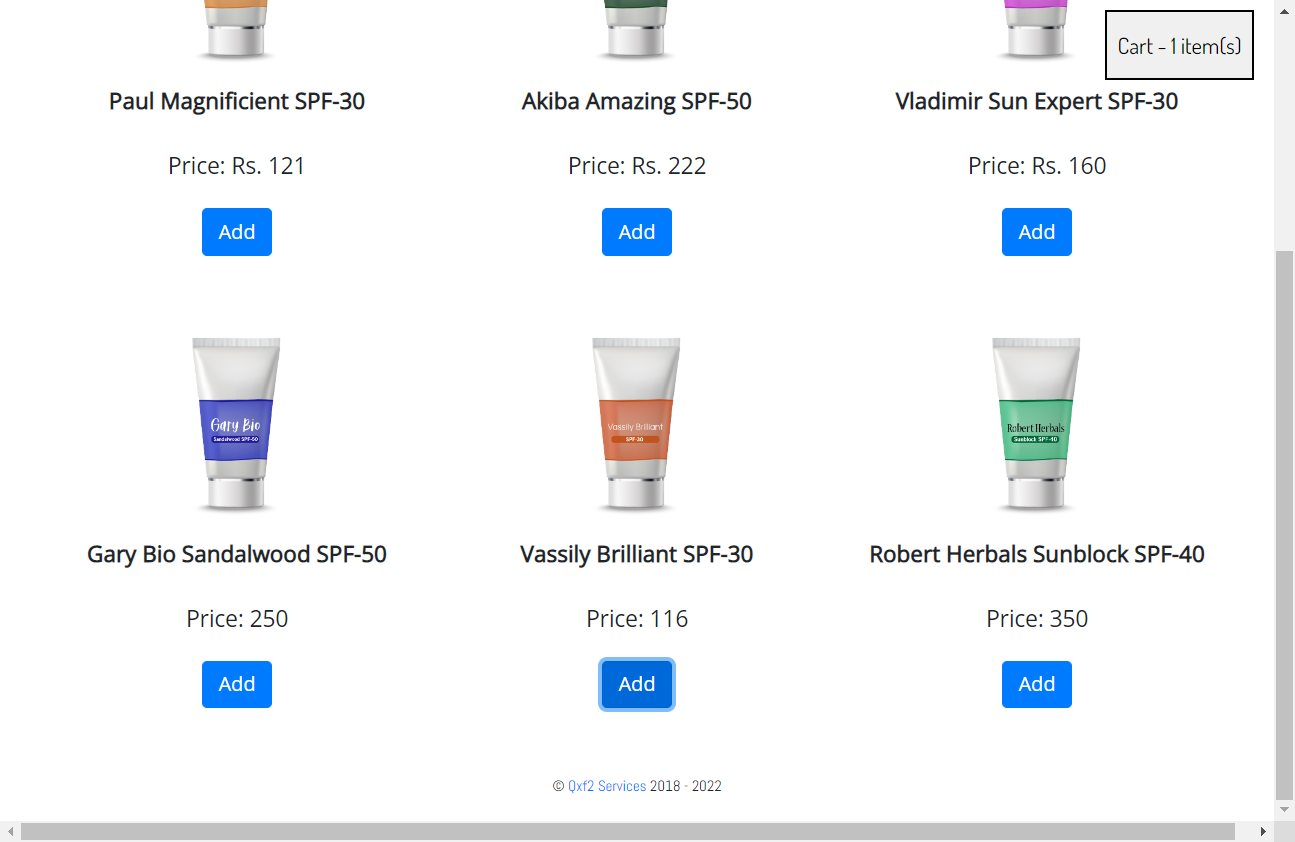 Cart - 1 item(s)
Paul Magnificient SPF-30
Akiba Amazing SPF-50
Vladimir Sun Expert SPF-30
Price: Rs. 121
Price: Rs. 222
Price: Rs. 160
Add
Add
Add
Gary Bio
Sandalwood SPF-50
Vassily Brilliant
SPF-30
Robert Herbals
Sunblock SPF-40
Gary Bio Sandalwood SPF-50
Vassily Brilliant SPF-30
Robert Herbals Sunblock SPF-40
Price: 250
Price: 116
Price: 350
Add
Add
Add
© Qxf2 Services 2018 - 2022